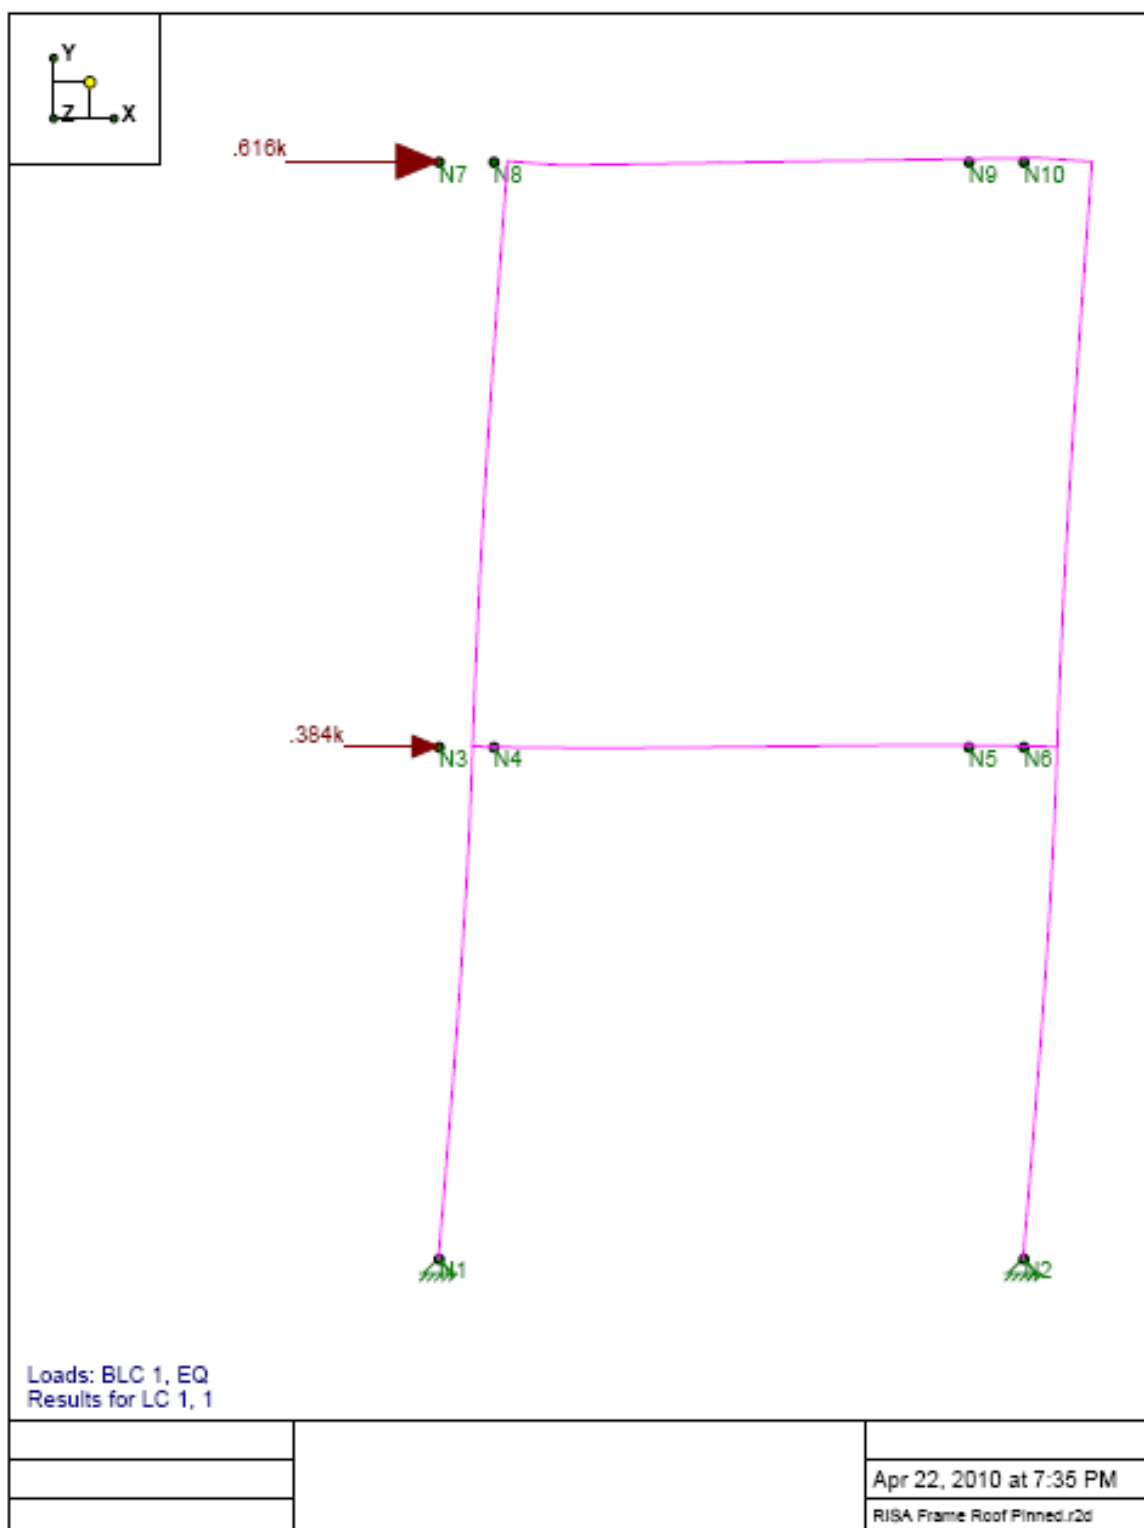 Y
Z X
.616k
N7 N8 N9 N10
.384k
N3 N4 N5 N6
N1 N2
Loads: BLC 1, EQ
Results for LC 1, 1
Apr 22, 2010 at 7:35 PM
RISA Frame Roof Pinned.r2d